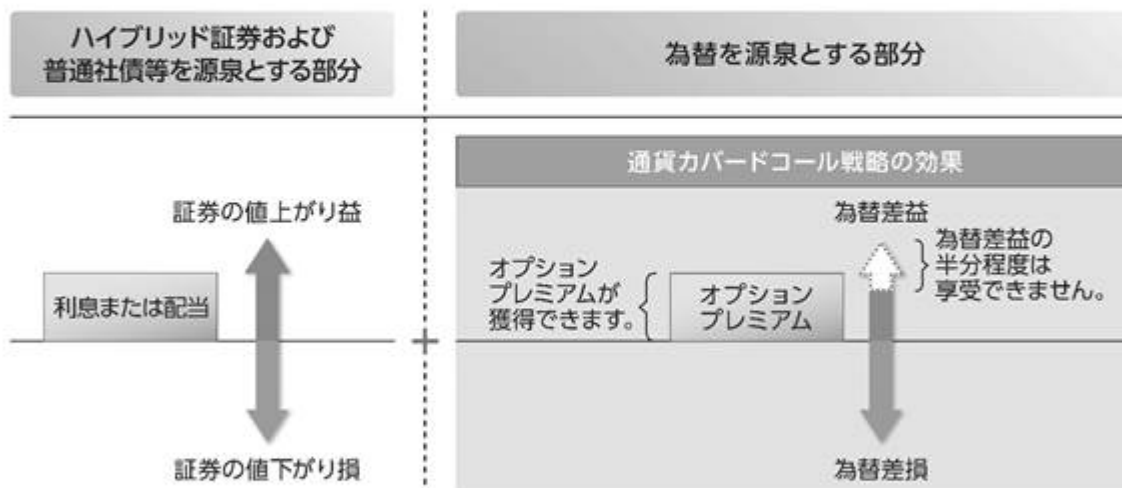 ハイブリッド証券および
普通社債等を源泉とする部分
為替を源泉とする部分
通貨カバードコール戦略の効果
証券の値上がり益
利息または配当
証券の値下がり損
為替差益
為替差益の
半分程度は
享受できません。
オプション
プレミアムが
獲得できます。
オプション
プレミアム
為替差損